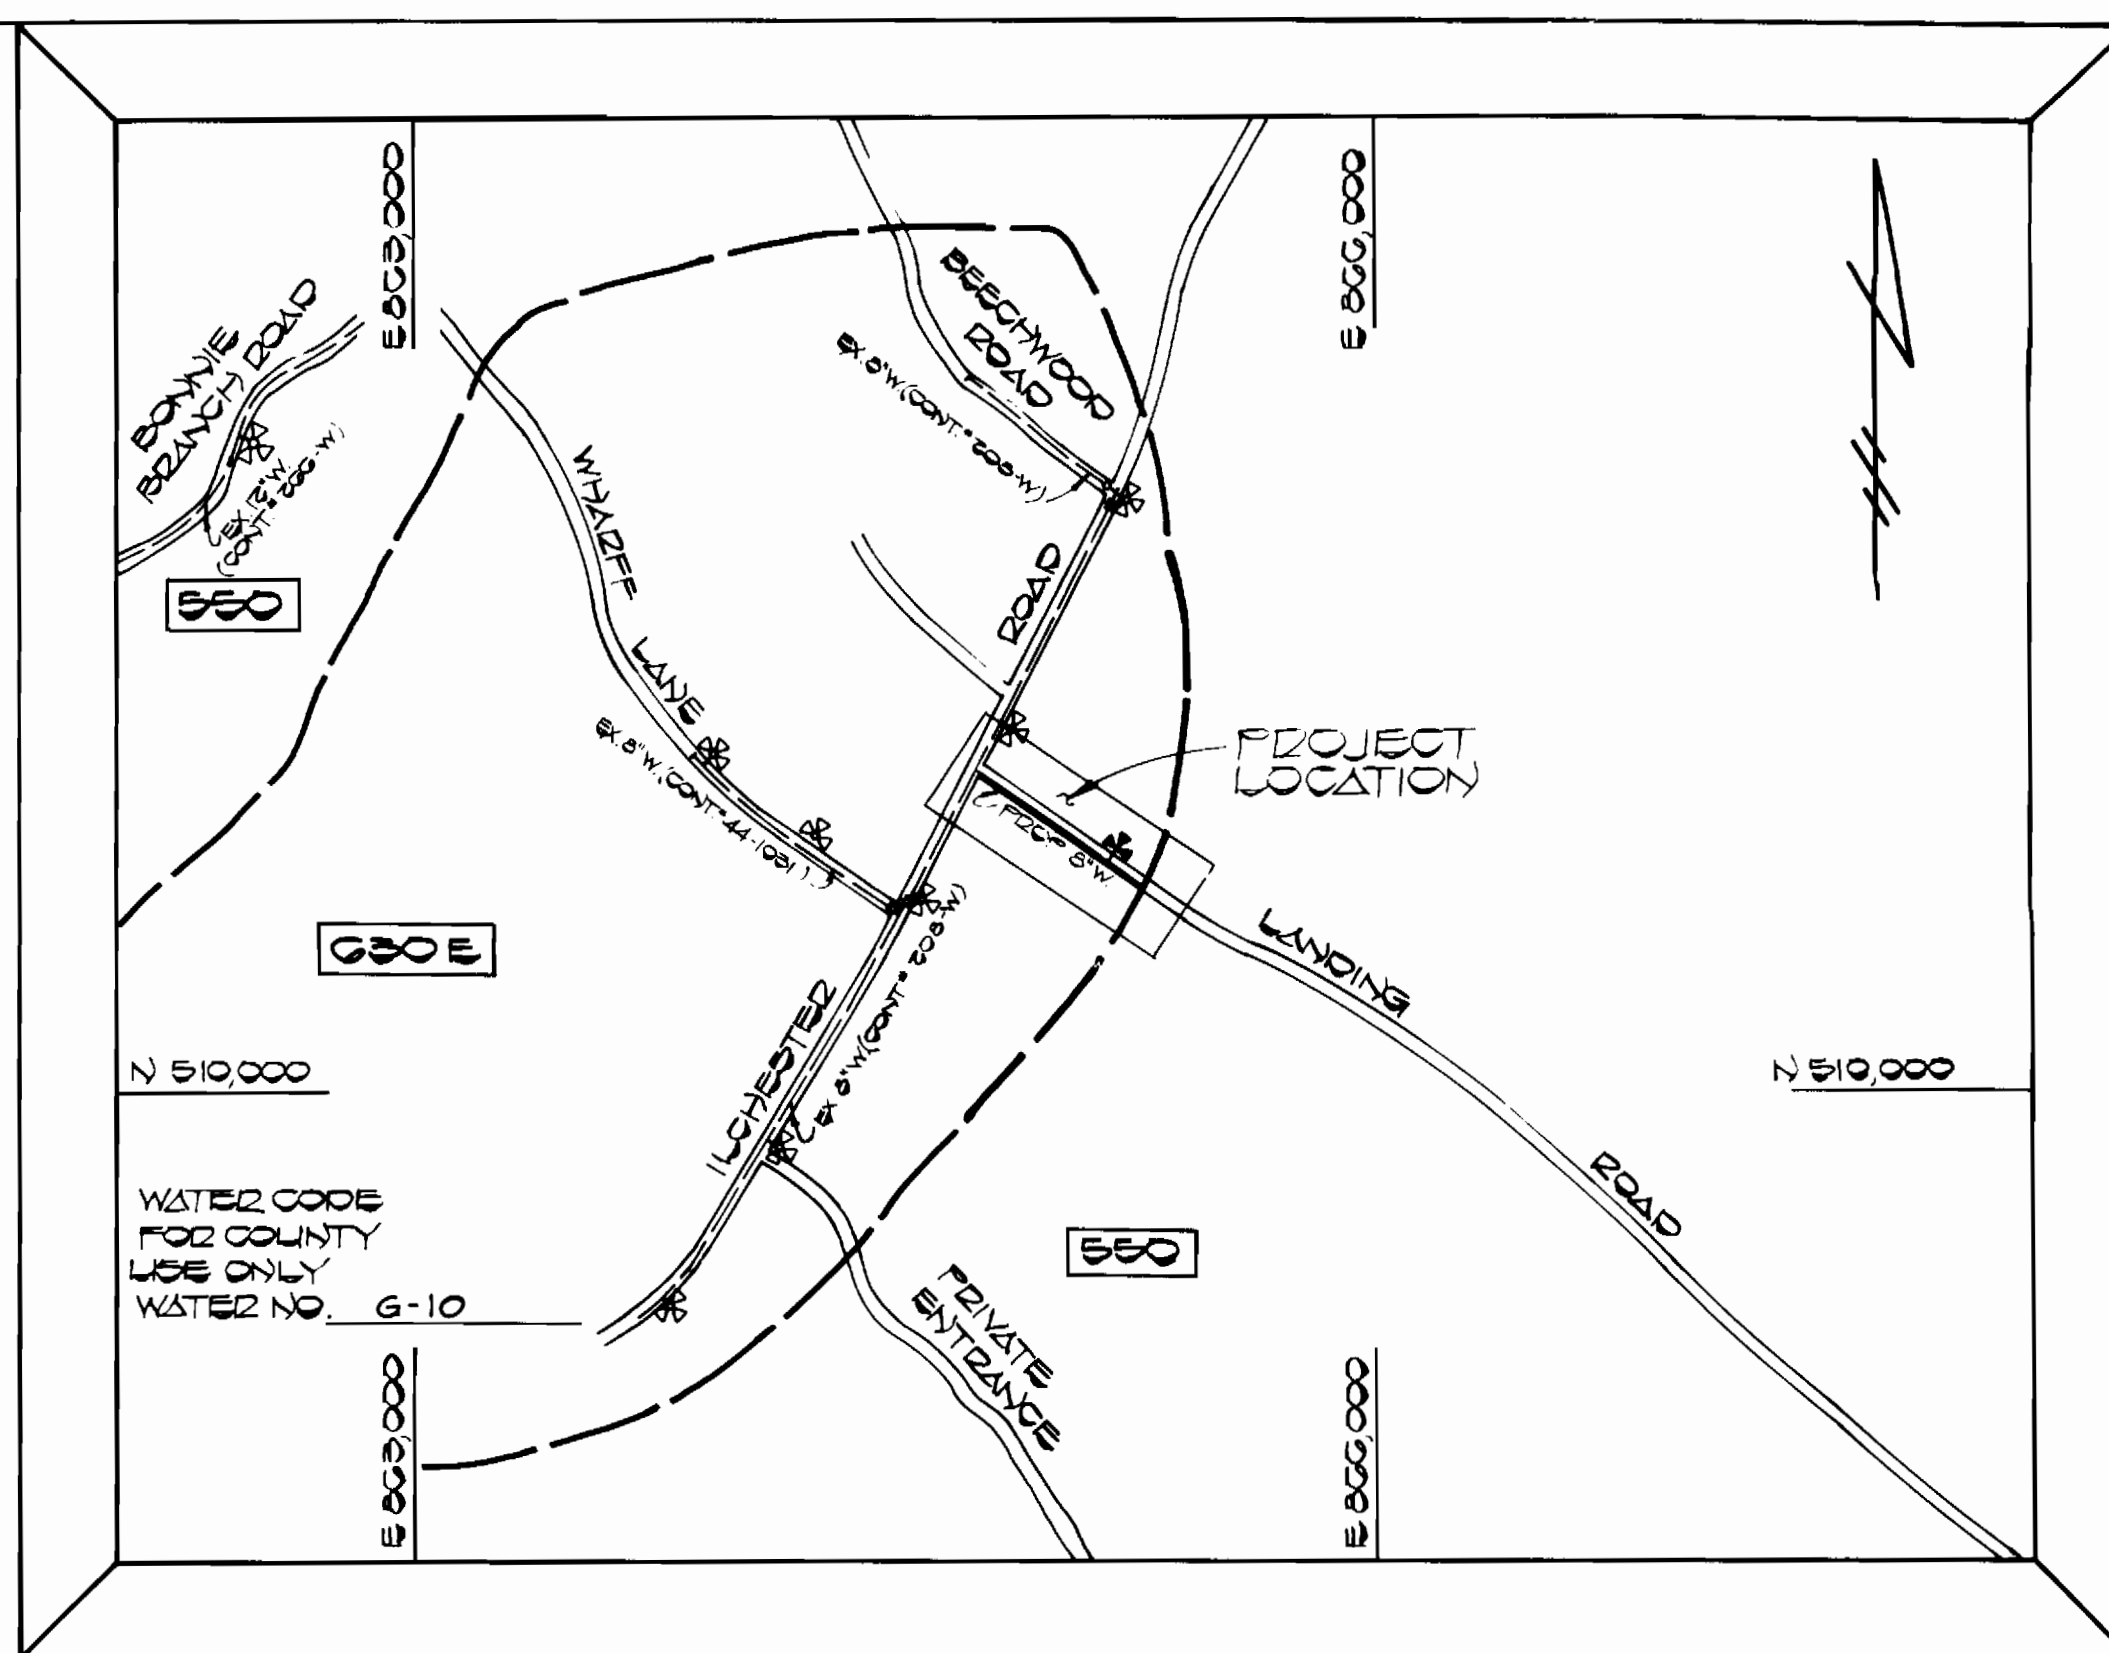 E 863,000
E 866,000
BONNIE
BRANCH ROAD
EX. 12" W.
(CONT. # 286-W)
550
BEECHWOOD
ROAD
EX. 8" W. (CONT. # 208-W)
WHARFF
LANE
EX. 8" W. (CONT. # 44-1031)
ROAD
PROJECT
LOCATION
PROP 8" W.
630 E
LANDING
ROAD
ILCHESTER
EX 8" W (CONT # 208-W)
N 510,000
N 510,000
WATER CODE
FOR COUNTY
USE ONLY
WATER NO. G-10
550
PRIVATE
ENTRANCE
E 863,000
E 866,000